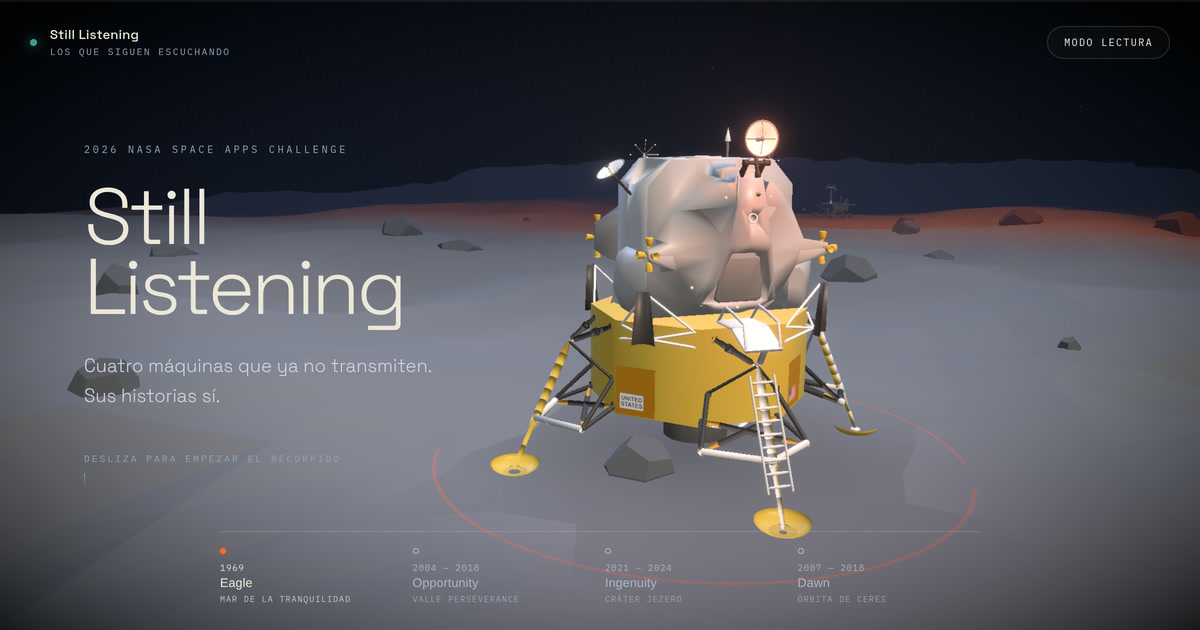 Still Listening
LOS QUE SIGUEN ESCUCHANDO
MODO LECTURA
2026 NASA SPACE APPS CHALLENGE
Still
Listening
Cuatro máquinas que ya no transmiten.
Sus historias sí.
DESLIZA PARA EMPEZAR EL RECORRIDO
UNITED
STATES
1969
Eagle
MAR DE LA TRANQUILIDAD
2004 — 2018
Opportunity
VALLE PERSEVERANCE
2021 — 2024
Ingenuity
CRÁTER JEZERO
2007 — 2018
Dawn
ÓRBITA DE CERES